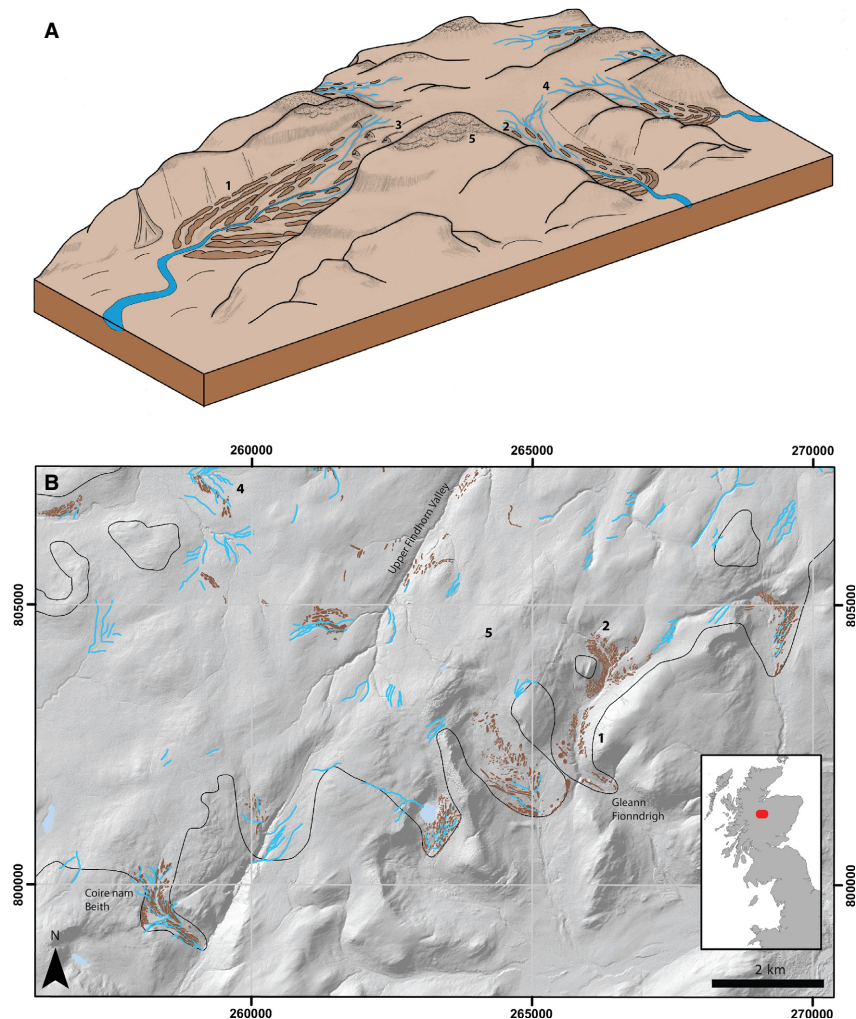 A
4
3
2
5
1
B
260000
265000
270000
4
Upper Findhorn Valley
805000
805000
5
2
1
Gleann
Fionndrigh
Coire nam
Beith
800000
800000
N
2 km
260000
265000
270000